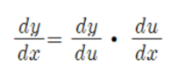 dy/dx = dy/du • du/dx